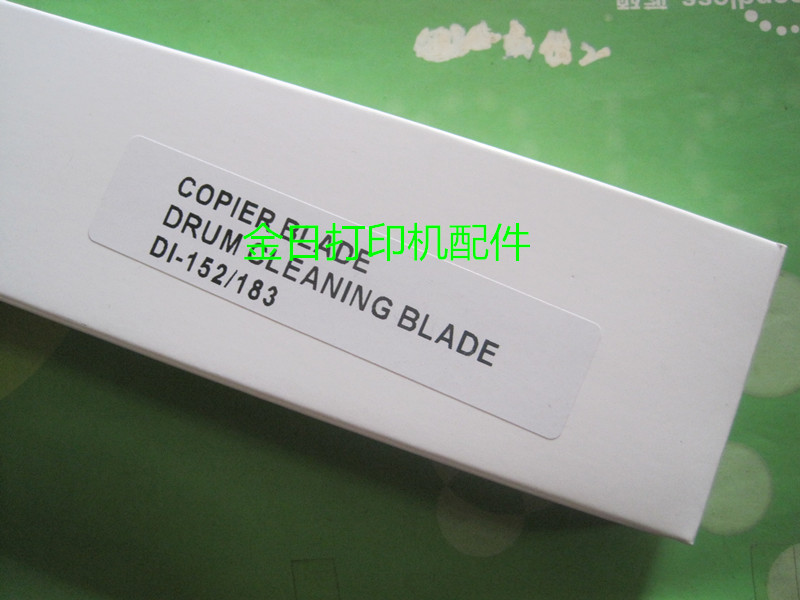 COPIER BLADE
DRUM CLEANING BLADE
DI-152/183
金日打印机配件